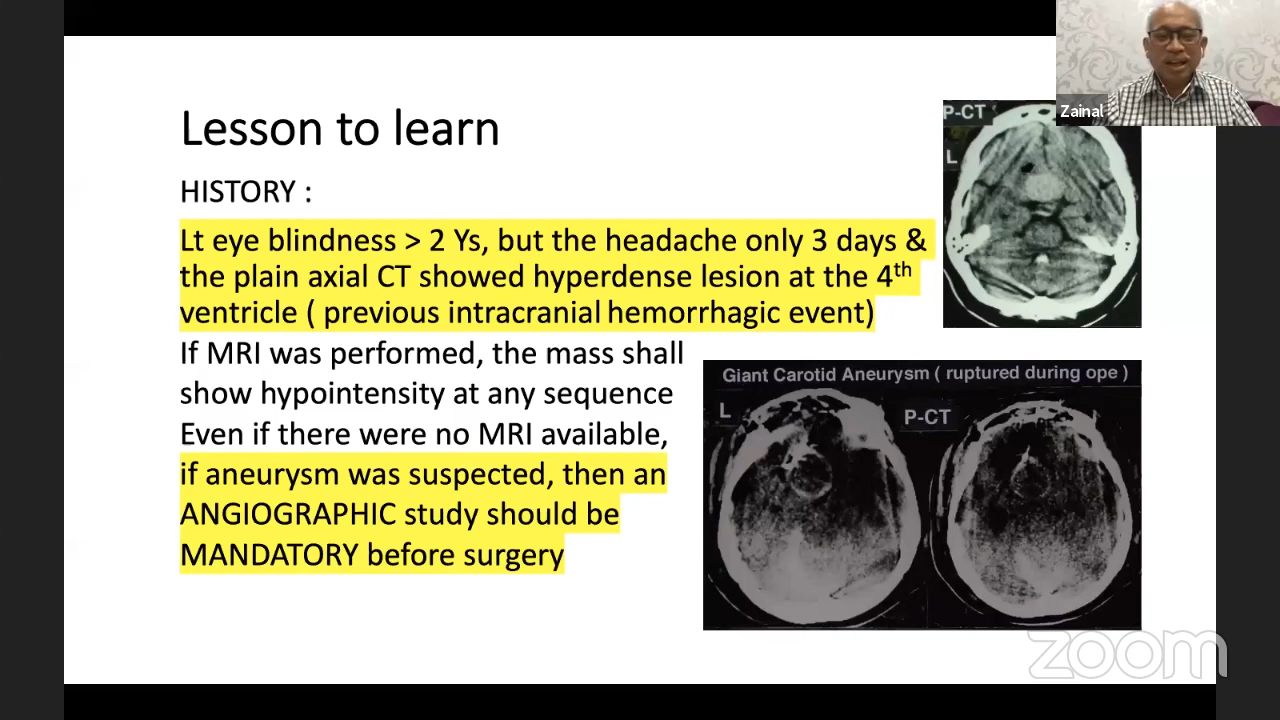 Zainal
P-CT
L
Lesson to learn
HISTORY :
Lt eye blindness > 2 Ys, but the headache only 3 days &
the plain axial CT showed hyperdense lesion at the 4th
ventricle ( previous intracranial hemorrhagic event)
If MRI was performed, the mass shall
show hypointensity at any sequence
Even if there were no MRI available,
if aneurysm was suspected, then an
ANGIOGRAPHIC study should be
MANDATORY before surgery
Giant Carotid Aneurysm ( ruptured during ope )
L
P-CT
zoom